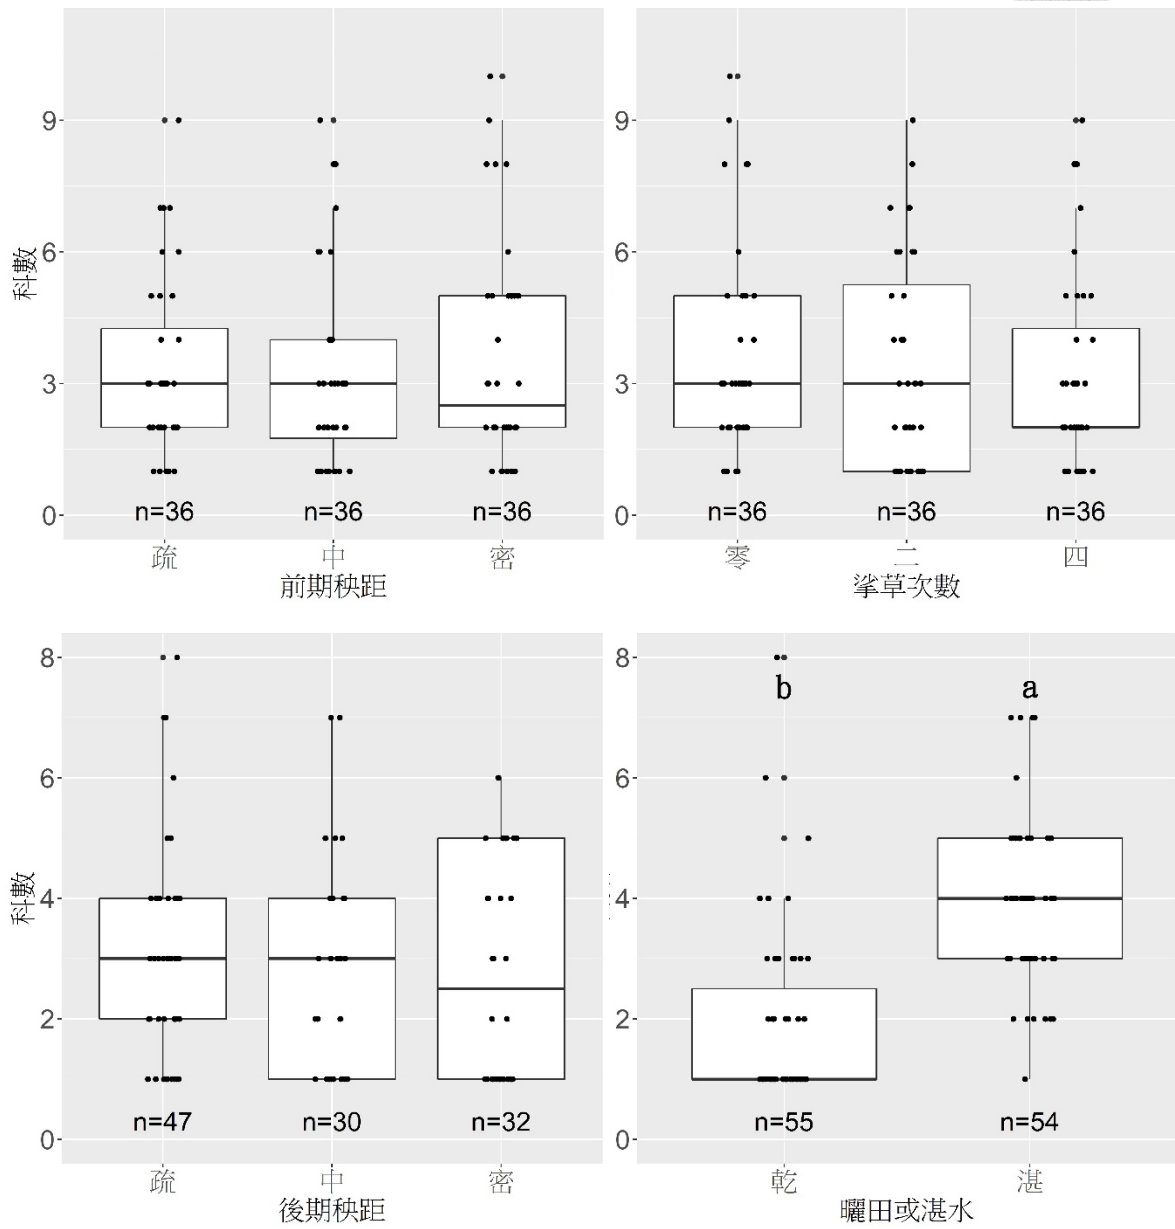 科數
9
6
3
0
n=36 n=36 n=36
疏 中 密
前期秧距
9
6
3
0
n=36 n=36 n=36
零 二 四
挲草次數
科數
8
6
4
2
0
n=47 n=30 n=32
疏 中 密
後期秧距
8
6
4
2
0
b a
n=55 n=54
乾 湛
曬田或湛水